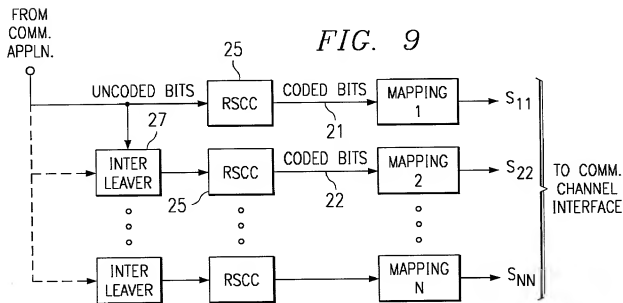 FROM
COMM.
APPLN.
FIG. 9
25
UNCODED BITS
RSCC
CODED BITS
21
MAPPING
1
S11
27
INTER
LEAVER
25
RSCC
CODED BITS
22
MAPPING
2
S22
TO COMM.
CHANNEL
INTERFACE
INTER
LEAVER
RSCC
MAPPING
N
SNN